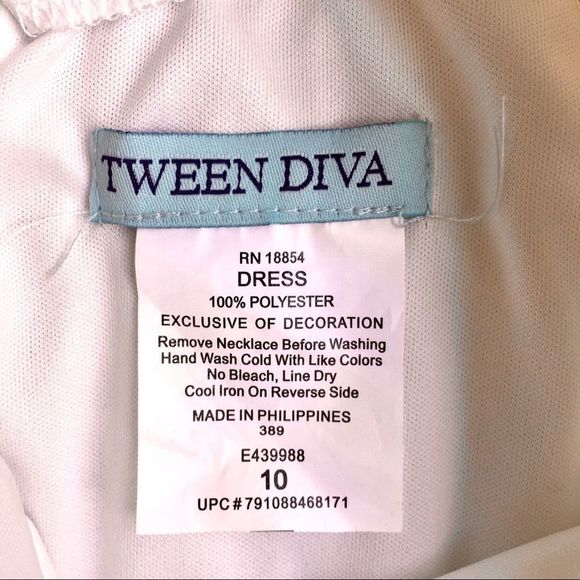 TWEEN DIVA
RN 18854
DRESS
100% POLYESTER
EXCLUSIVE OF DECORATION
Remove Necklace Before Washing
Hand Wash Cold With Like Colors
No Bleach, Line Dry
Cool Iron On Reverse Side
MADE IN PHILIPPINES
389
E439988
10
UPC # 791088468171